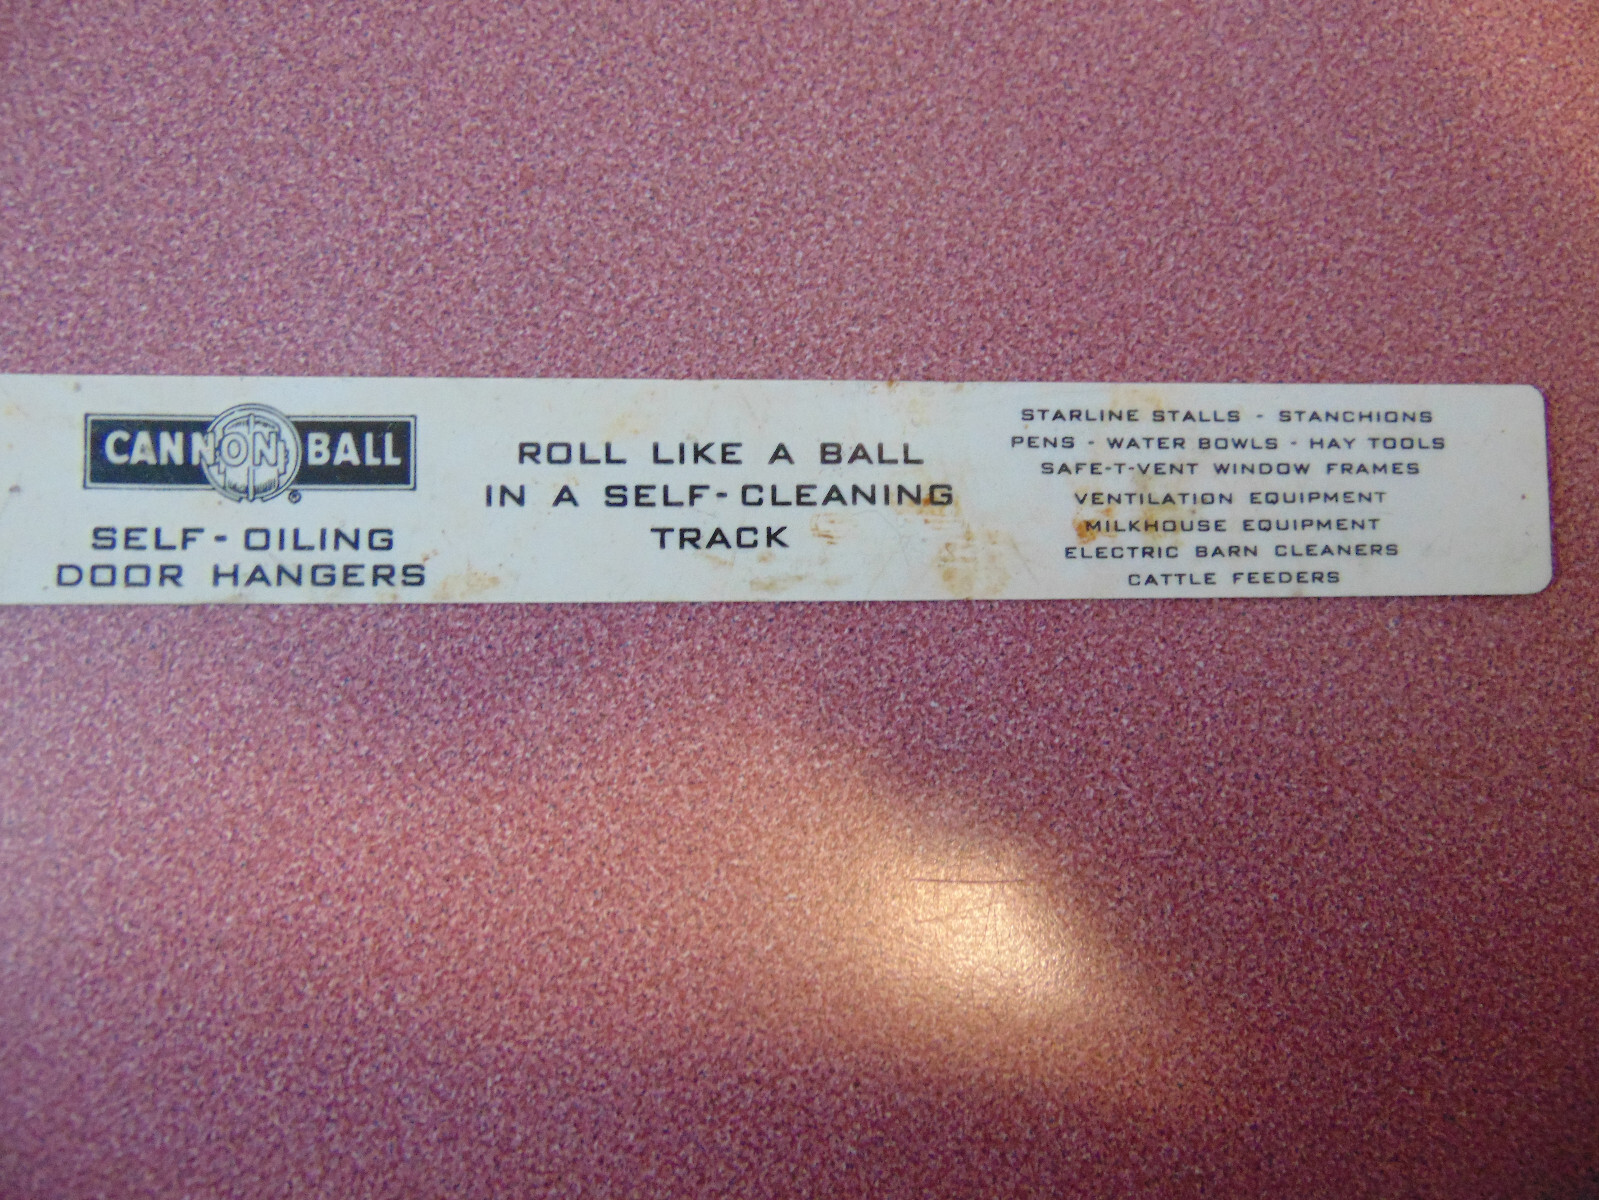 CANNON BALL
®
SELF-OILING
DOOR HANGERS
ROLL LIKE A BALL
IN A SELF-CLEANING
TRACK
STARLINE STALLS - STANCHIONS
PENS - WATER BOWLS - HAY TOOLS
SAFE-T-VENT WINDOW FRAMES
VENTILATION EQUIPMENT
MILKHOUSE EQUIPMENT
ELECTRIC BARN CLEANERS
CATTLE FEEDERS